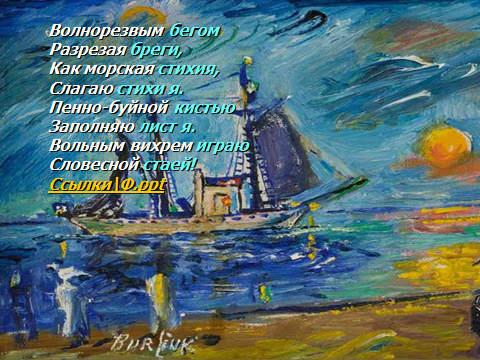 Волнорезвым бегом
Разрезая бреги,
Как морская стихия,
Слагаю стихи я.
Пенно-буйной кистью
Заполняю лист я.
Вольным вихрем играю
Словесной стаей!
Ссылки\Ф.ppt
BURLIUK